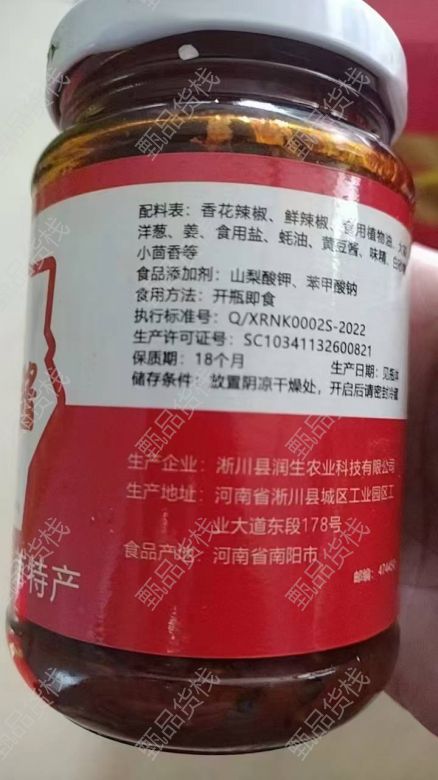 配料表：香花辣椒、鲜辣椒、食用植物油、大
洋葱、姜、食用盐、蚝油、黄豆酱、味精、白
小茴香等
食品添加剂：山梨酸钾、苯甲酸钠
食用方法：开瓶即食
执行标准号：Q/XRNK0002S-2022
生产许可证号：SC10341132600821
保质期：18个月 生产日期：见瓶
储存条件：放置阴凉干燥处，开启后请密封冷藏
生产企业：淅川县润生农业科技有限公司
生产地址：河南省淅川县城区工业园区工
业大道东段178号
食品产地：河南省南阳市
邮编：47445
特产
甄品货栈